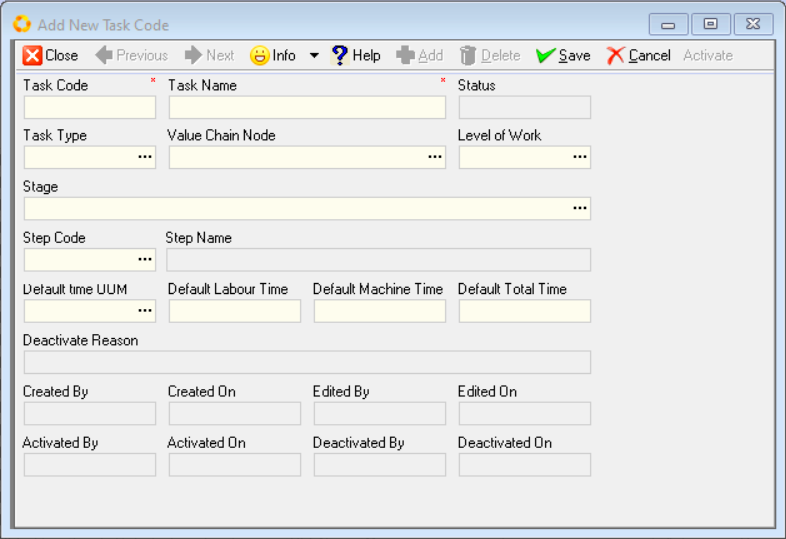 Add New Task Code
Close Previous Next Info Help Add Delete Save Cancel Activate
Task Code * Task Name * Status
Task Type Value Chain Node Level of Work
Stage
Step Code Step Name
Default time UOM Default Labour Time Default Machine Time Default Total Time
Deactivate Reason
Created By Created On Edited By Edited On
Activated By Activated On Deactivated By Deactivated On